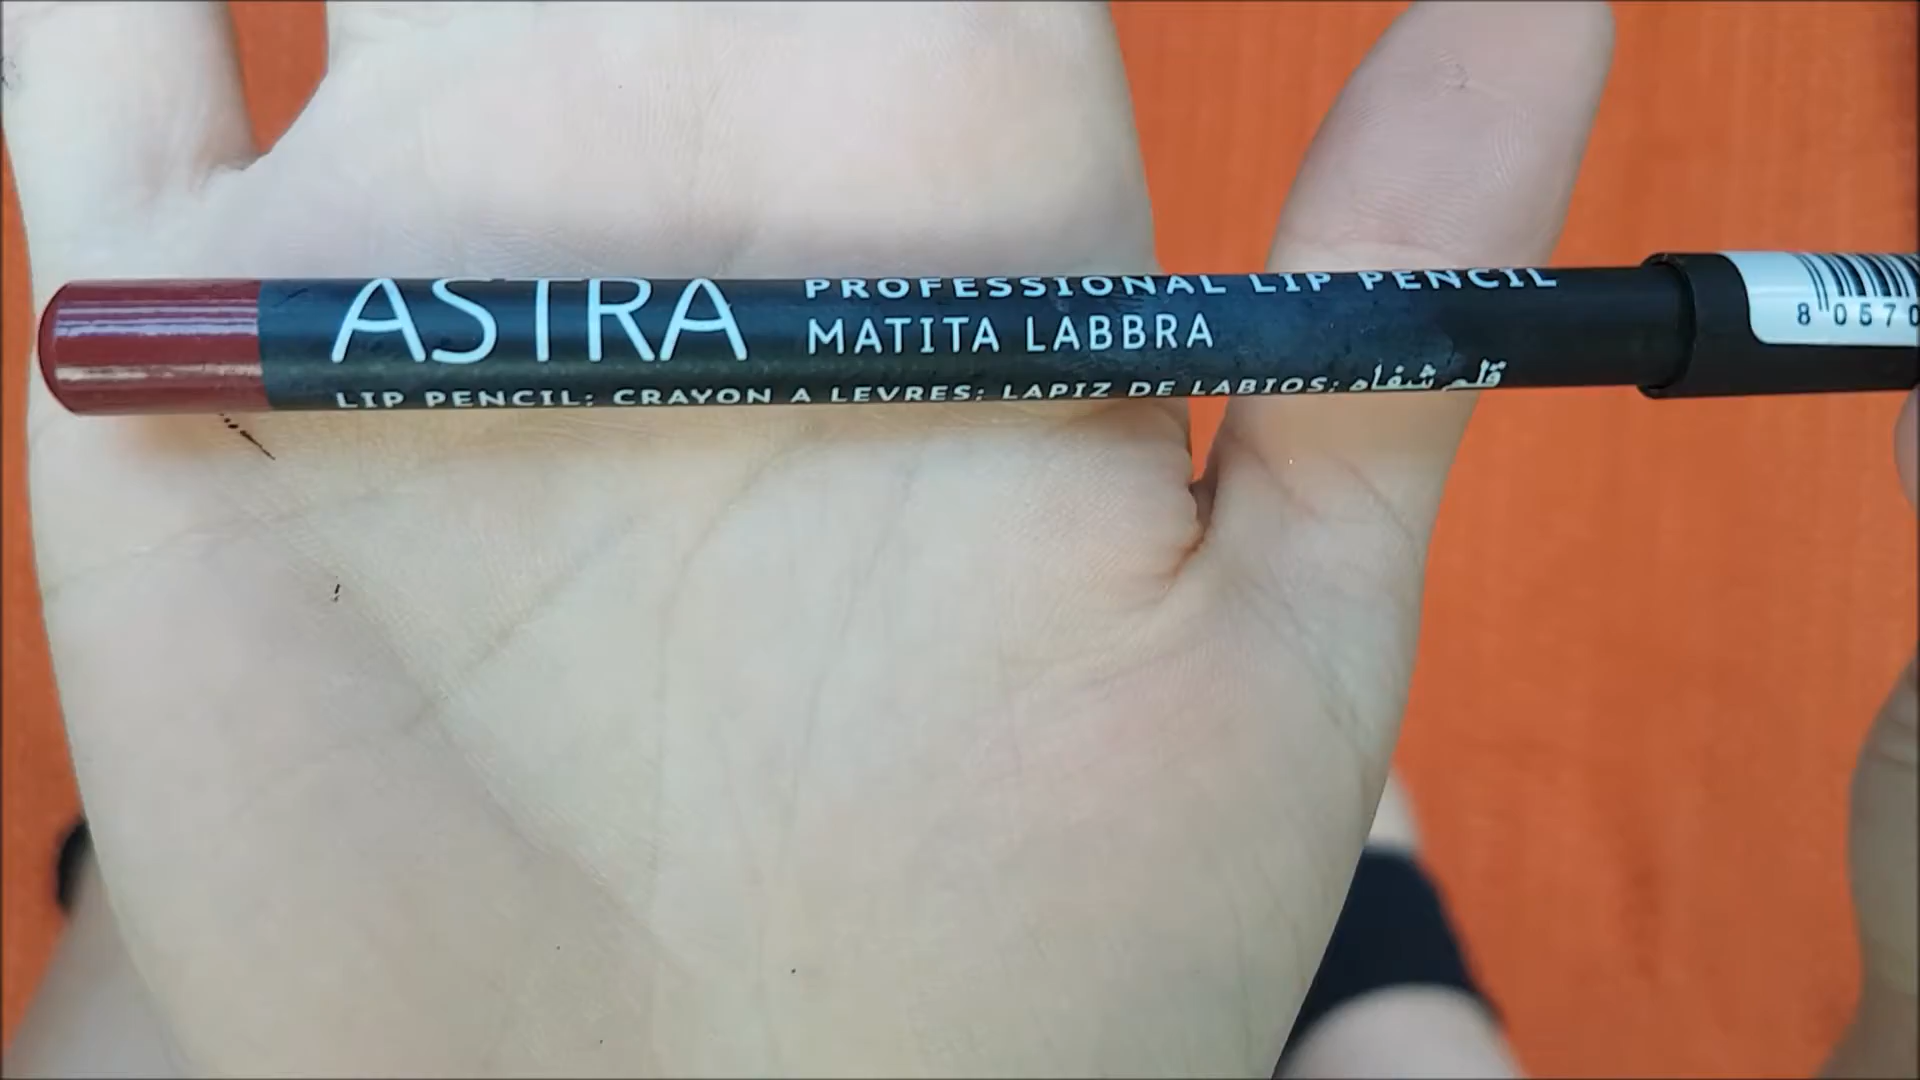 ASTRA
PROFESSIONAL LIP PENCIL
MATITA LABBRA
LIP PENCIL; CRAYON A LEVRES; LAPIZ DE LABIOS; قلم شفاه
8 0570